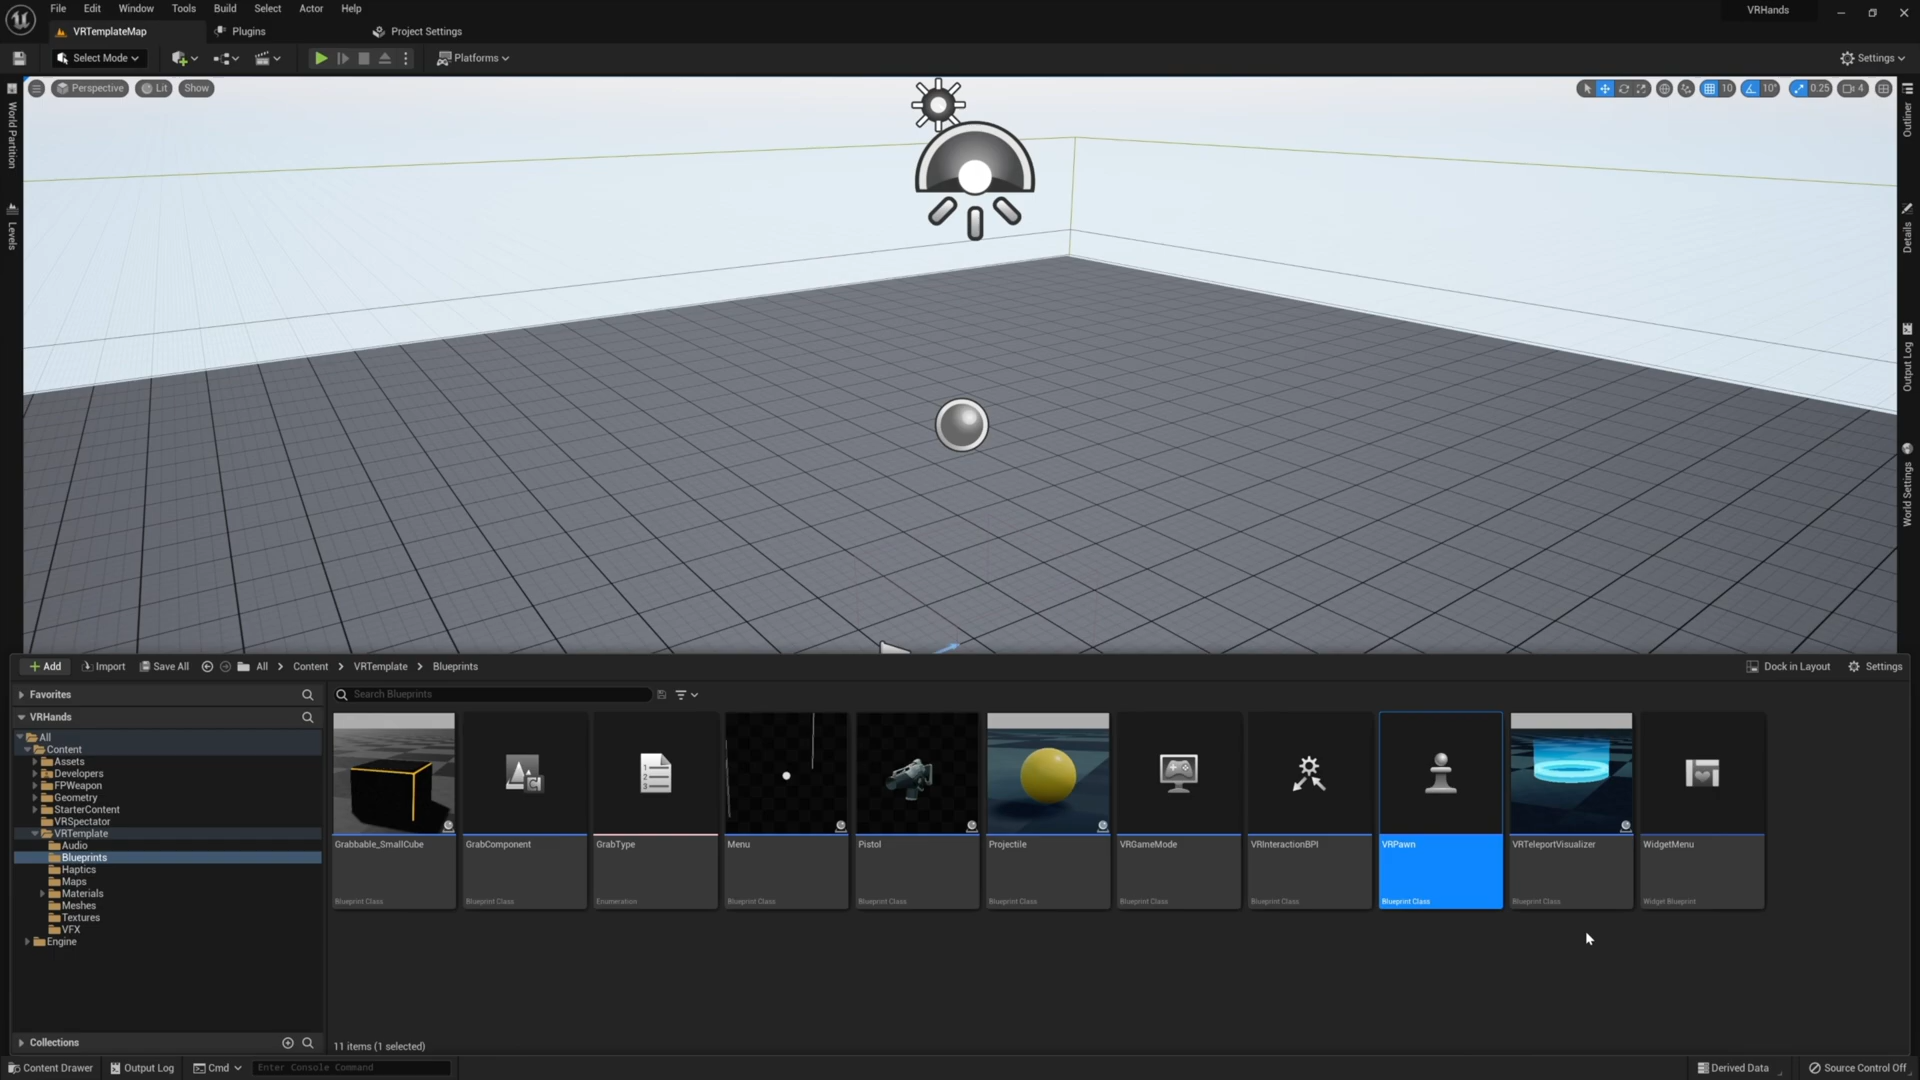 File Edit Window Tools Build Select Actor Help VRHands
VRTemplateMap Plugins Project Settings
Select Mode Platforms Settings
Perspective Lit Show 10 10° 0.25 4
World Partition
Levels
Outliner
Details
Output Log
World Settings
Add Import Save All All Content VRTemplate Blueprints Dock in Layout Settings
Favorites
Search Blueprints
VRHands
All
Content
Assets
Developers
FPWeapon
Geometry
StarterContent
VRSpectator
VRTemplate
Audio
Blueprints
Haptics
Maps
Materials
Meshes
Textures
VFX
Engine
Grabbable_SmallCube GrabComponent GrabType Menu Pistol Projectile VRGameMode VRInteractionBPI VRPawn VRTeleportVisualizer WidgetMenu
Blueprint Class Blueprint Class Enumeration Blueprint Class Blueprint Class Blueprint Class Blueprint Class Blueprint Class Blueprint Class Blueprint Class Widget Blueprint
Collections
11 items (1 selected)
Content Drawer Output Log Cmd Enter Console Command Derived Data Source Control Off